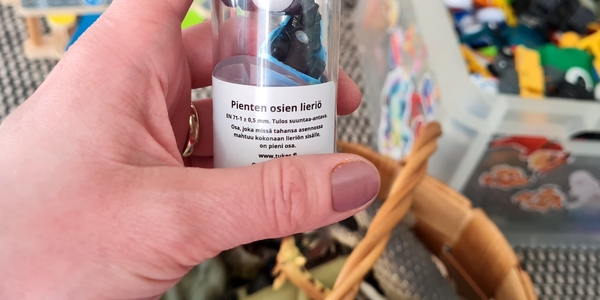 Pienten osien lieriö
EN 71-1 ± 0,5 mm. Tulos suuntaa-antava.
Osa, joka missä tahansa asennossa
mahtuu kokonaan lieriön sisälle,
on pieni osa.
www.tukes.fi